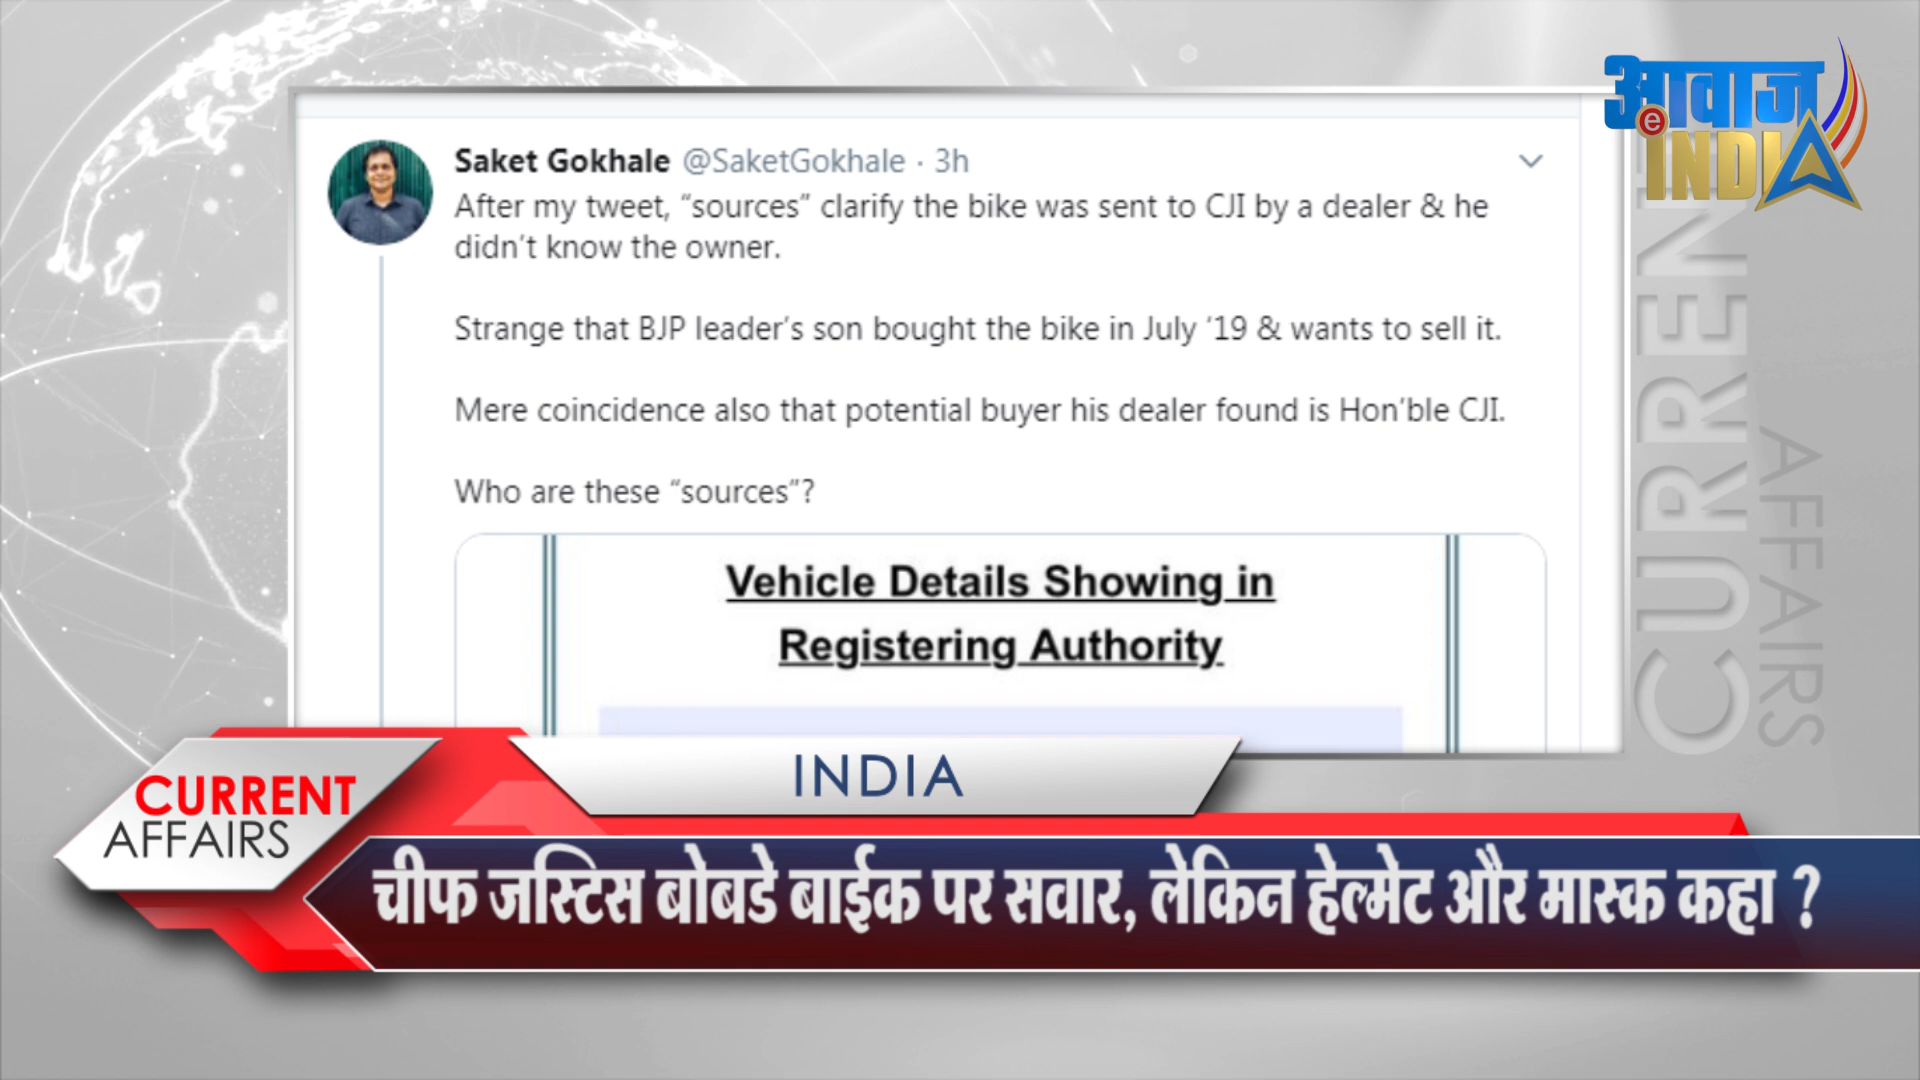 आवाज
e INDIA
Saket Gokhale @SaketGokhale · 3h
After my tweet, “sources” clarify the bike was sent to CJI by a dealer & he
didn’t know the owner.
Strange that BJP leader’s son bought the bike in July ‘19 & wants to sell it.
Mere coincidence also that potential buyer his dealer found is Hon’ble CJI.
Who are these “sources”?
Vehicle Details Showing in
Registering Authority
CURRENT
AFFAIRS
INDIA
CURRENT
AFFAIRS
चीफ जस्टिस बोबडे बाईक पर सवार, लेकिन हेल्मेट और मास्क कहा ?